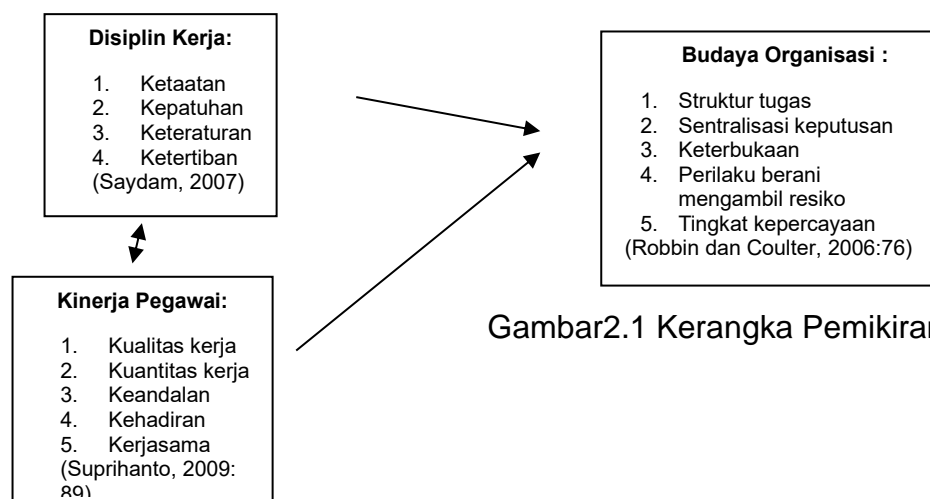 Disiplin Kerja:
1. Ketaatan
2. Kepatuhan
3. Keteraturan
4. Ketertiban
(Saydam, 2007)
Budaya Organisasi :
1. Struktur tugas
2. Sentralisasi keputusan
3. Keterbukaan
4. Perilaku berani
mengambil resiko
5. Tingkat kepercayaan
(Robbin dan Coulter, 2006:76)
Kinerja Pegawai:
1. Kualitas kerja
2. Kuantitas kerja
3. Keandalan
4. Kehadiran
5. Kerjasama
(Suprihanto, 2009:
89)
Gambar2.1 Kerangka Pemikiran